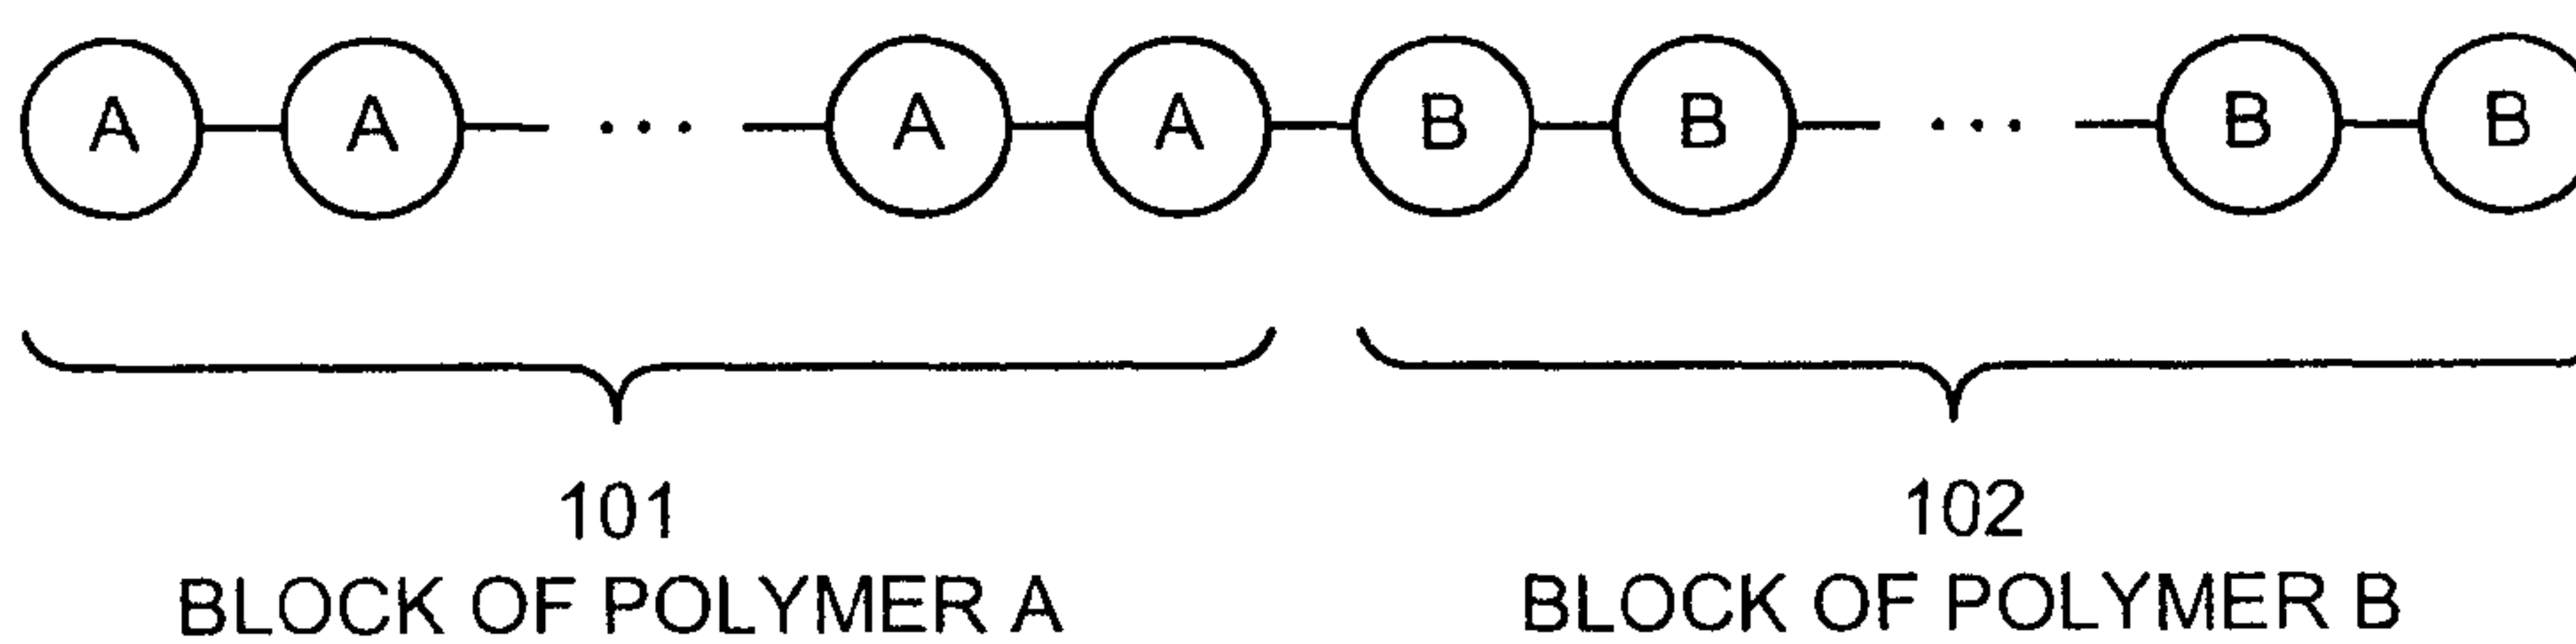 A A ... A A B B ... B B
101 102
BLOCK OF POLYMER A BLOCK OF POLYMER B